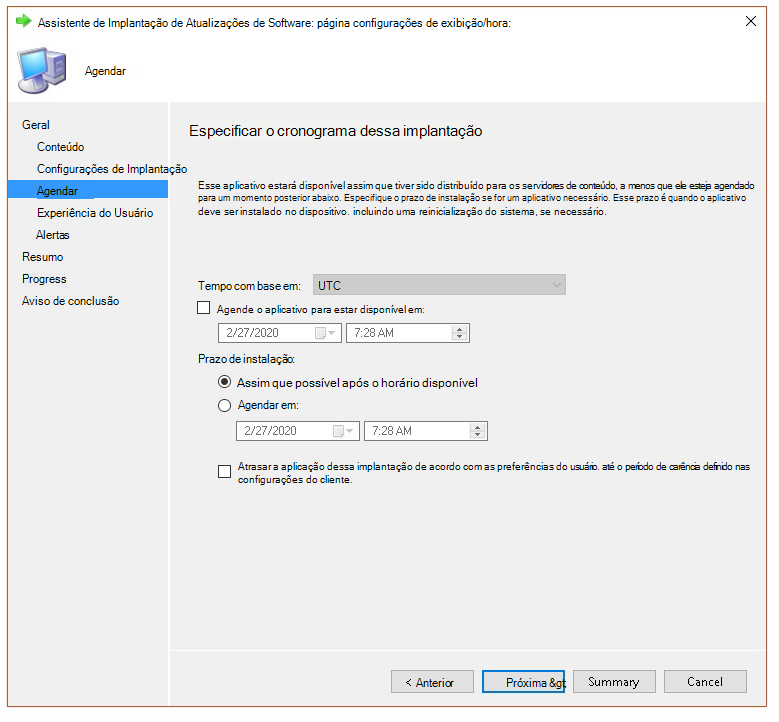 Assistente de Implantação de Atualizações de Software: página configurações de exibição/hora:
Agendar
Geral
Conteúdo
Configurações de Implantação
Agendar
Experiência do Usuário
Alertas
Resumo
Progress
Aviso de conclusão
Especificar o cronograma dessa implantação
Esse aplicativo estará disponível assim que tiver sido distribuído para os servidores de conteúdo, a menos que ele esteja agendado
para um momento posterior abaixo. Especifique o prazo de instalação se for um aplicativo necessário. Esse prazo é quando o aplicativo
deve ser instalado no dispositivo. incluindo uma reinicialização do sistema, se necessário.
Tempo com base em: UTC
Agende o aplicativo para estar disponível em:
2/27/2020 7:28 AM
Prazo de instalação:
Assim que possível após o horário disponível
Agendar em:
2/27/2020 7:28 AM
Atrasar a aplicação dessa implantação de acordo com as preferências do usuário. até o período de carência definido nas
configurações do cliente.
< Anterior Próxima &gt; Summary Cancel